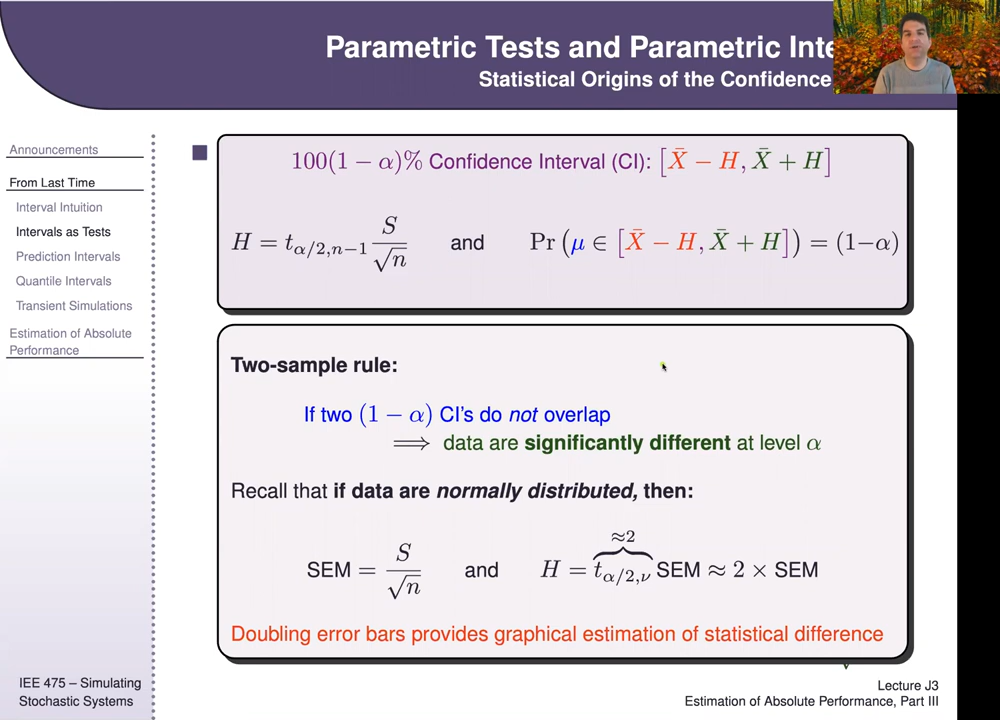 Parametric Tests and Parametric Inte
Statistical Origins of the Confidence
Announcements
From Last Time
Interval Intuition
Intervals as Tests
Prediction Intervals
Quantile Intervals
Transient Simulations
Estimation of Absolute
Performance
100(1 − α)% Confidence Interval (CI): [X̄ − H, X̄ + H]
H = t_{α/2,n−1} S/√n and Pr(μ ∈ [X̄ − H, X̄ + H]) = (1−α)
Two-sample rule:
If two (1 − α) CI's do not overlap
⟹ data are significantly different at level α
Recall that if data are normally distributed, then:
SEM = S/√n and H = t_{α/2,ν} SEM ≈ 2 × SEM
≈2
Doubling error bars provides graphical estimation of statistical difference
IEE 475 – Simulating
Stochastic Systems
Lecture J3
Estimation of Absolute Performance, Part III